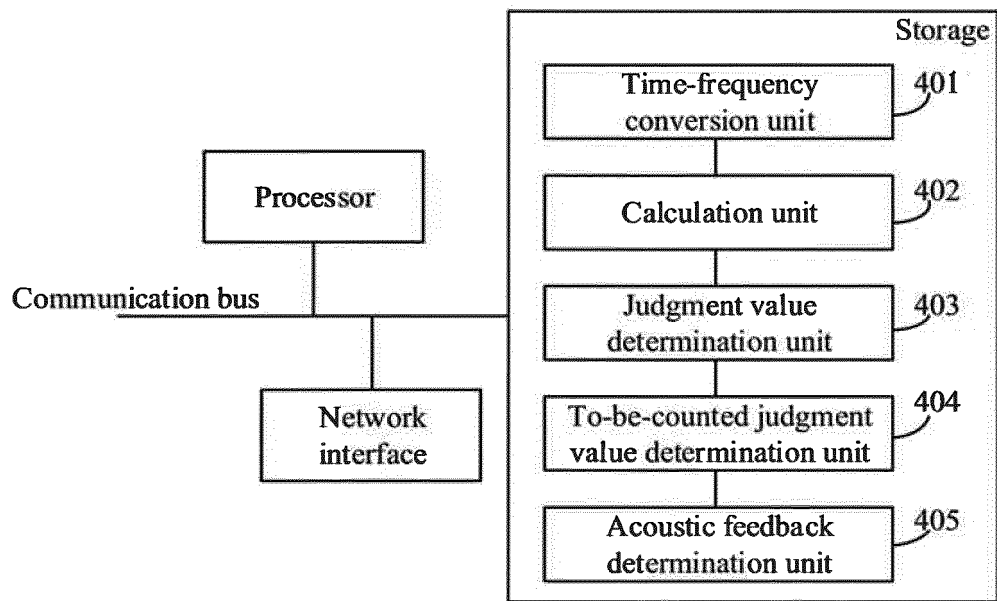 Storage
Time-frequency
conversion unit
401
Calculation unit
402
Judgment value
determination unit
403
To-be-counted judgment
value determination unit
404
Acoustic feedback
determination unit
405
Processor
Communication bus
Network
interface